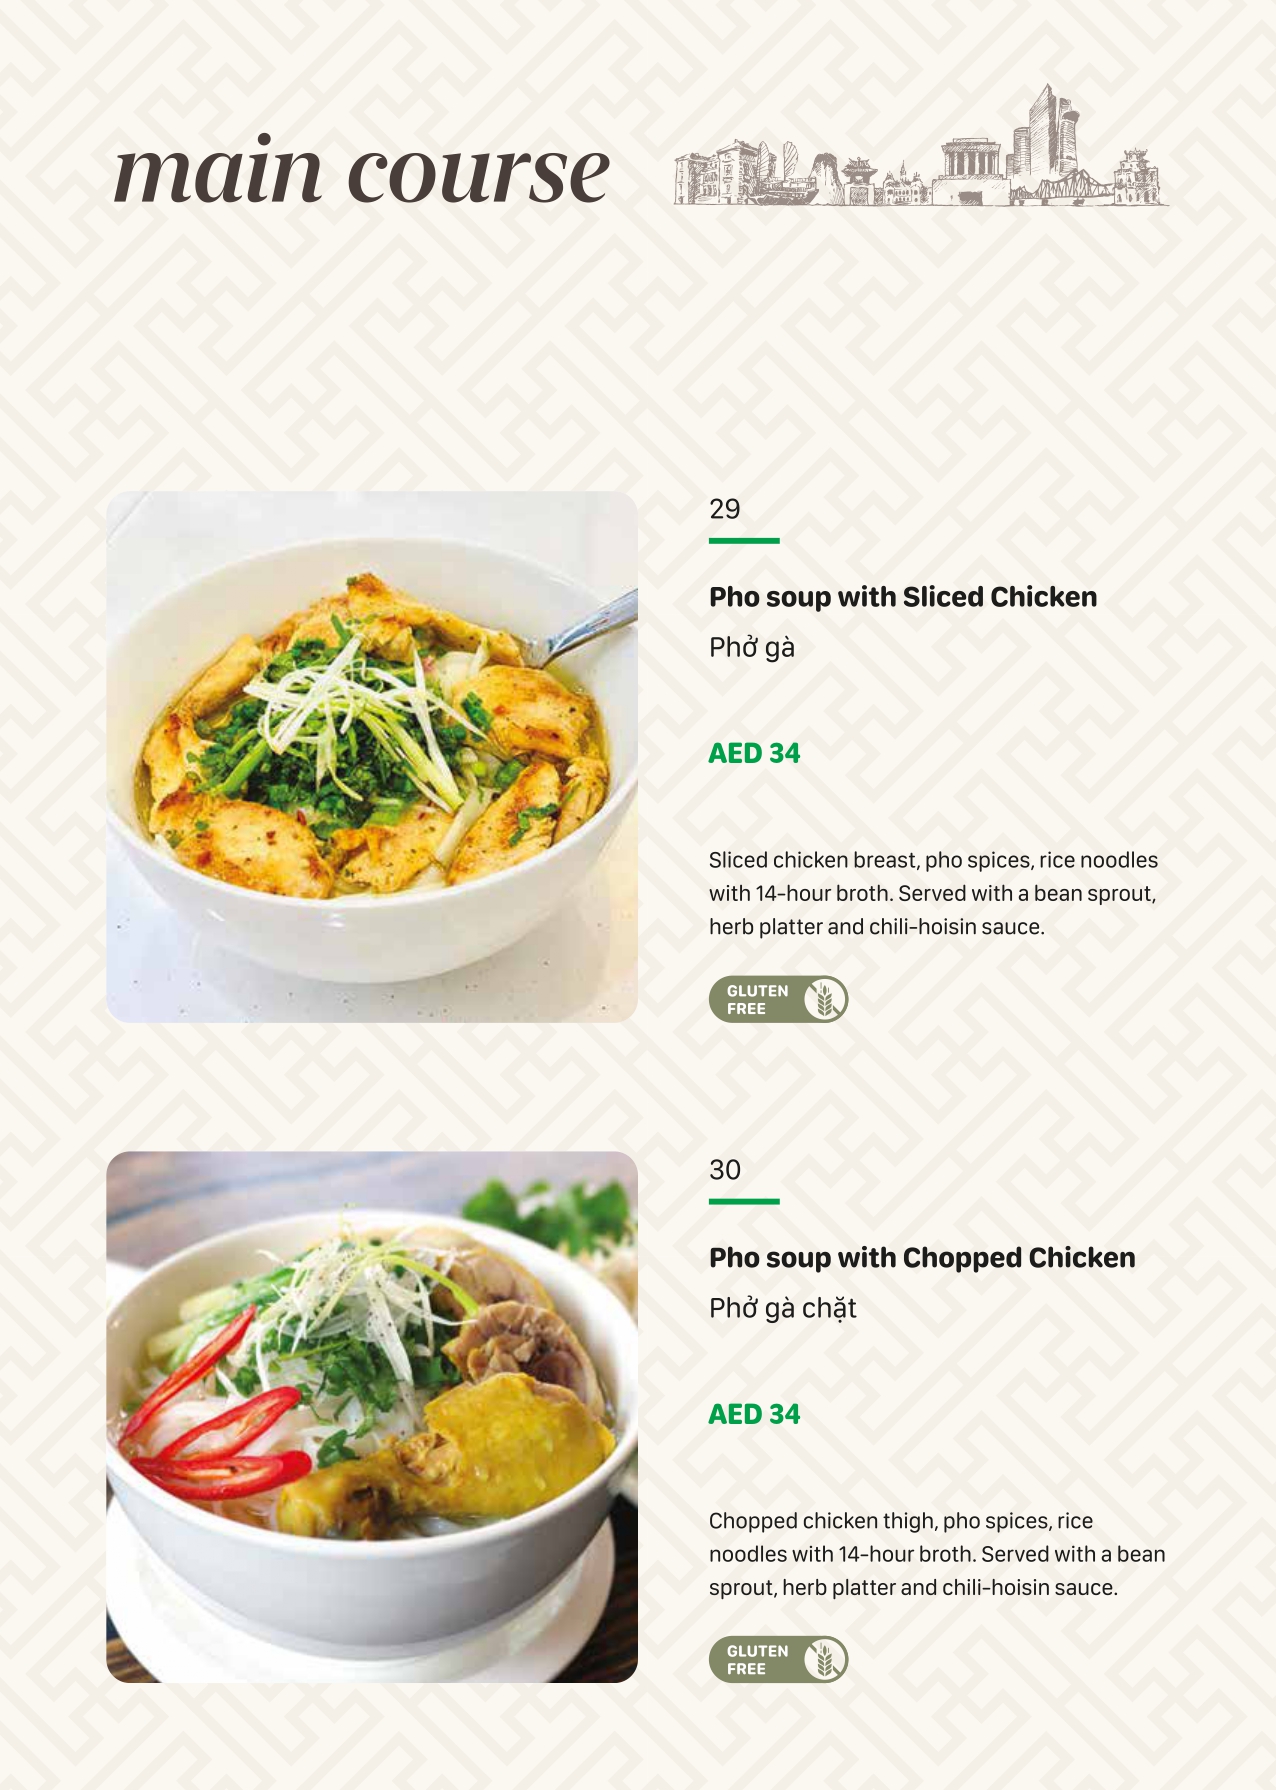 main course
29
Pho soup with Sliced Chicken
Phở gà
AED 34
Sliced chicken breast, pho spices, rice noodles
with 14-hour broth. Served with a bean sprout,
herb platter and chili-hoisin sauce.
GLUTEN
FREE
30
Pho soup with Chopped Chicken
Phở gà chặt
AED 34
Chopped chicken thigh, pho spices, rice
noodles with 14-hour broth. Served with a bean
sprout, herb platter and chili-hoisin sauce.
GLUTEN
FREE